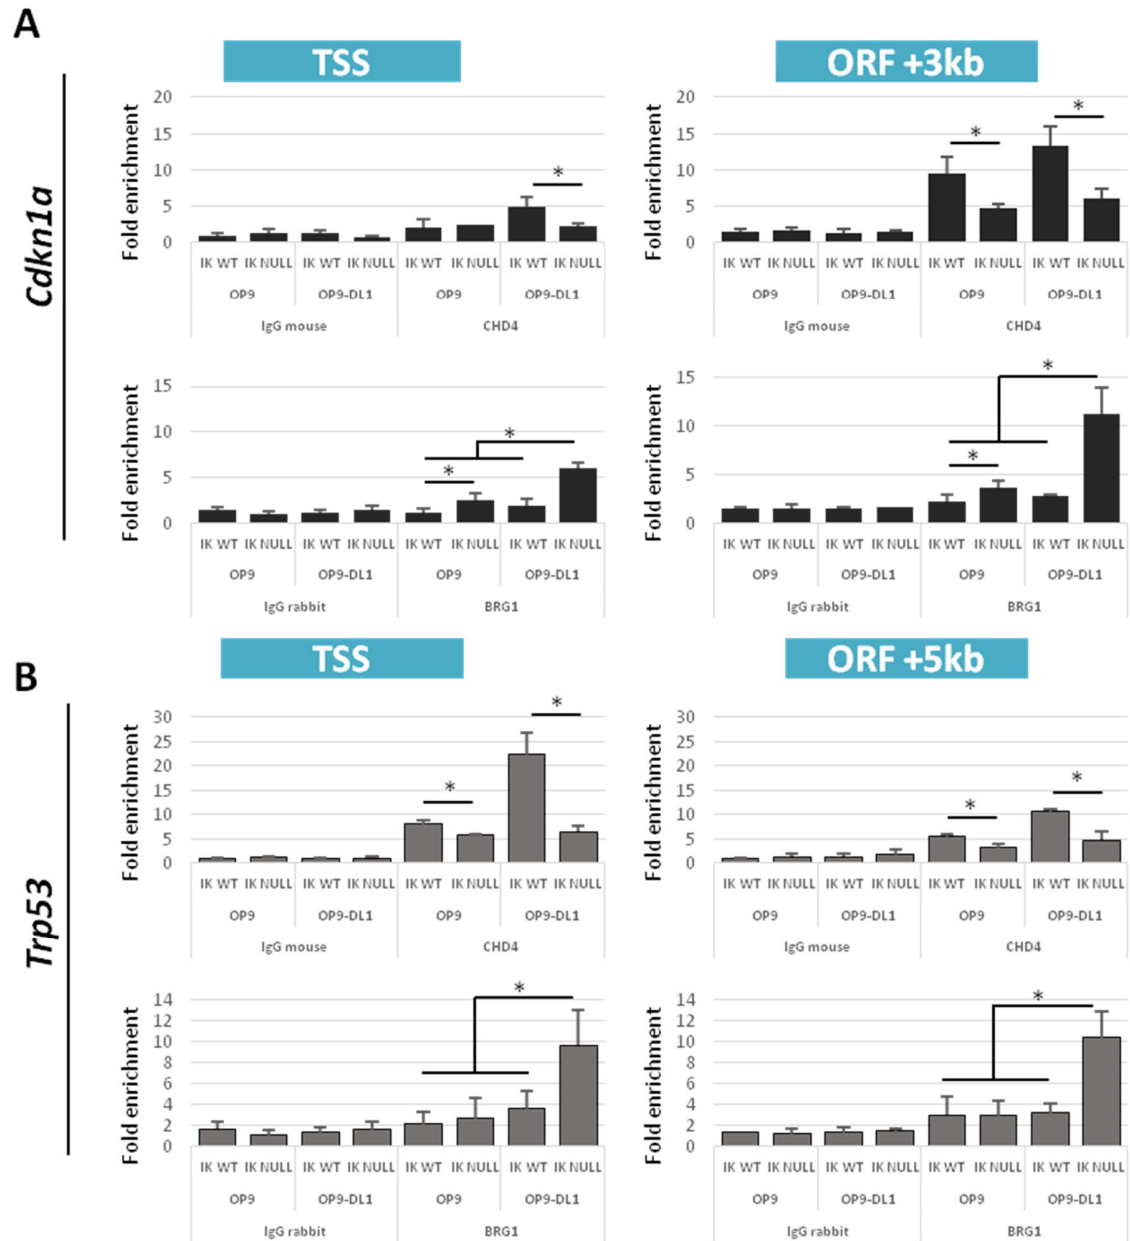 A
Cdkn1a
TSS
Fold enrichment
20
15
10
5
0
*
IK WT IK NULL IK WT IK NULL IK WT IK NULL IK WT IK NULL
OP9 OP9-DL1 OP9 OP9-DL1
IgG mouse CHD4
ORF +3kb
Fold enrichment
20
15
10
5
0
* *
IK WT IK NULL IK WT IK NULL IK WT IK NULL IK WT IK NULL
OP9 OP9-DL1 OP9 OP9-DL1
IgG mouse CHD4
Fold enrichment
15
10
5
0
*
*
IK WT IK NULL IK WT IK NULL IK WT IK NULL IK WT IK NULL
OP9 OP9-DL1 OP9 OP9-DL1
IgG rabbit BRG1
Fold enrichment
15
10
5
0
*
*
IK WT IK NULL IK WT IK NULL IK WT IK NULL IK WT IK NULL
OP9 OP9-DL1 OP9 OP9-DL1
IgG rabbit BRG1
B
Trp53
TSS
Fold enrichment
30
25
20
15
10
5
0
*
*
IK WT IK NULL IK WT IK NULL IK WT IK NULL IK WT IK NULL
OP9 OP9-DL1 OP9 OP9-DL1
IgG mouse CHD4
ORF +5kb
Fold enrichment
30
25
20
15
10
5
0
*
*
IK WT IK NULL IK WT IK NULL IK WT IK NULL IK WT IK NULL
OP9 OP9-DL1 OP9 OP9-DL1
IgG mouse CHD4
Fold enrichment
14
12
10
8
6
4
2
0
*
IK WT IK NULL IK WT IK NULL IK WT IK NULL IK WT IK NULL
OP9 OP9-DL1 OP9 OP9-DL1
IgG rabbit BRG1
Fold enrichment
14
12
10
8
6
4
2
0
*
IK WT IK NULL IK WT IK NULL IK WT IK NULL IK WT IK NULL
OP9 OP9-DL1 OP9 OP9-DL1
IgG rabbit BRG1